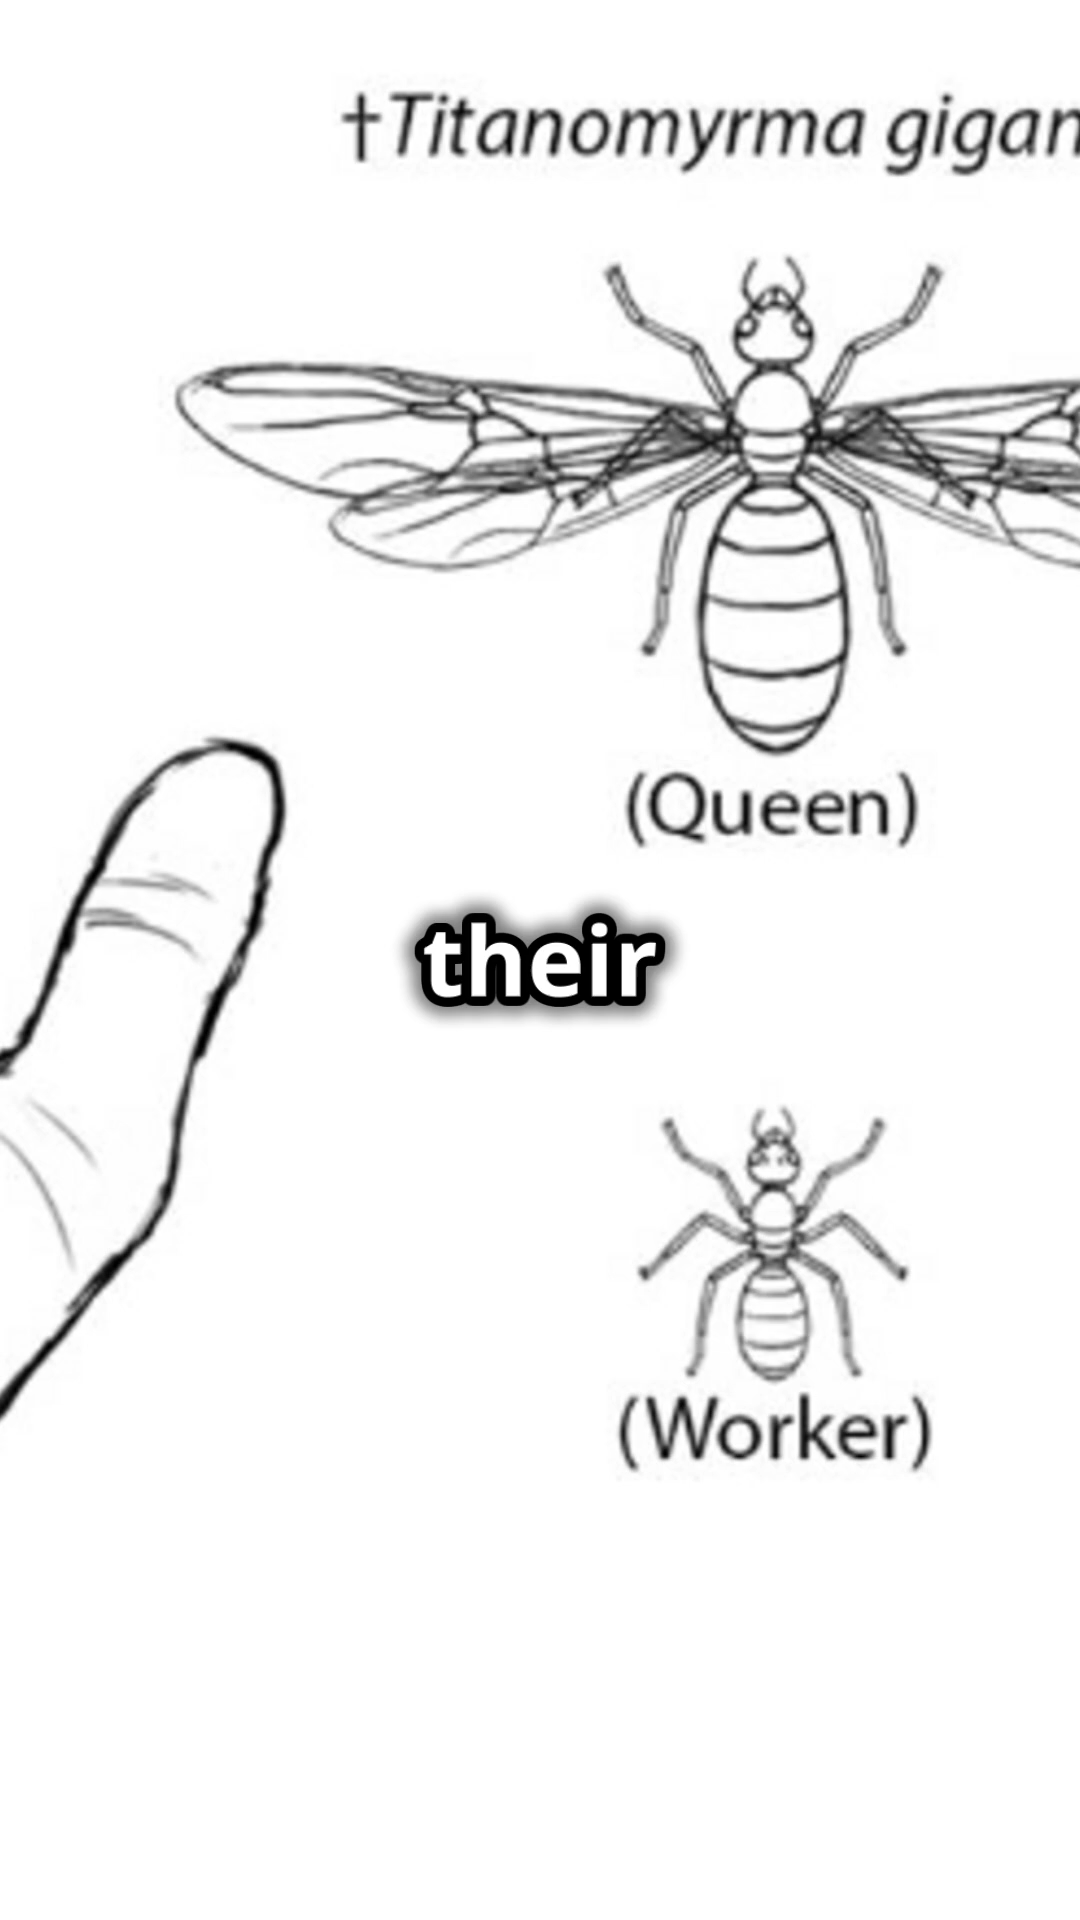 †Titanomyrma gigan
(Queen)
their
(Worker)